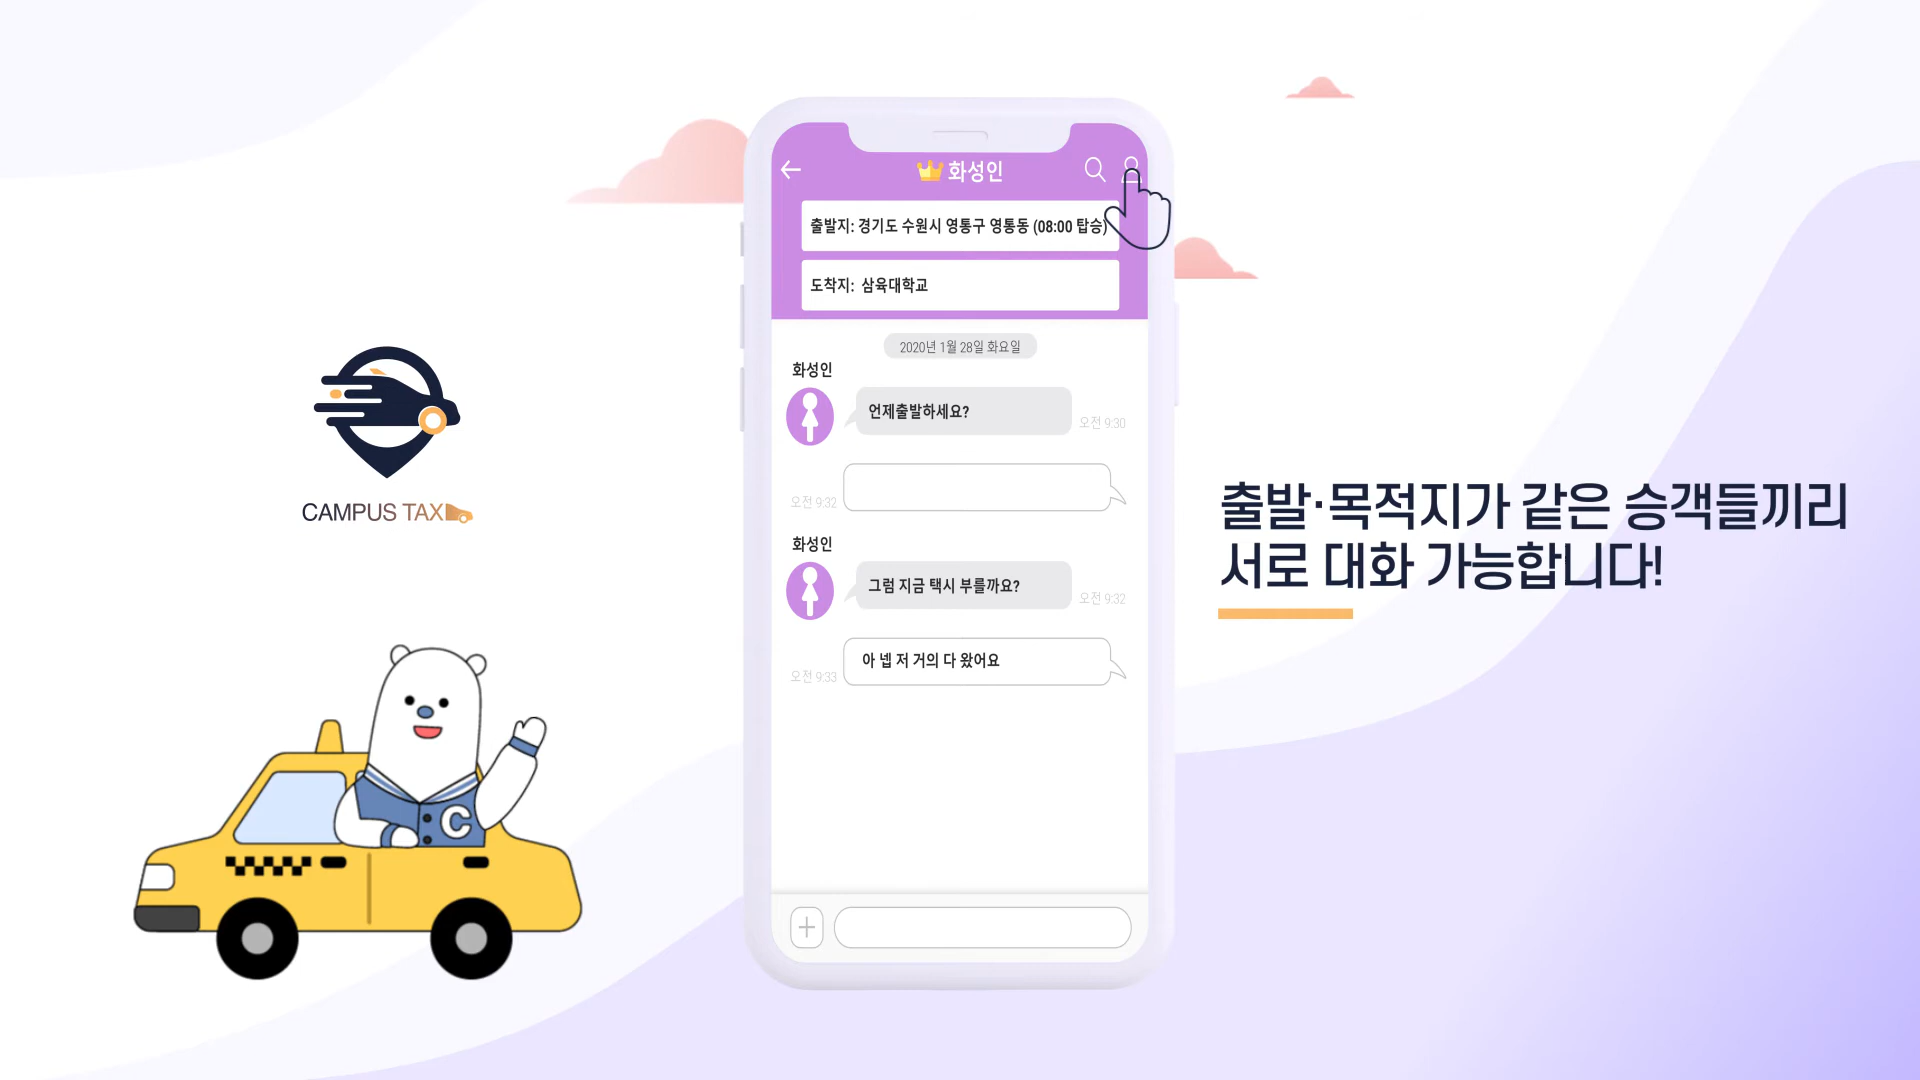 화성인
출발지: 경기도 수원시 영통구 영통동 (08:00 탑승)
도착지: 삼육대학교
2020년 1월 28일 화요일
화성인
언제출발하세요?
오전 9:30
오전 9:32
화성인
그럼 지금 택시 부를까요?
오전 9:32
아 넵 저 거의 다 왔어요
오전 9:33
CAMPUS TAXI
C
출발·목적지가 같은 승객들끼리
서로 대화 가능합니다!